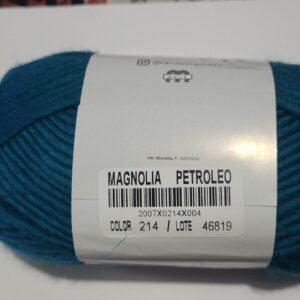 MAGNOLIA PETROLEO
2007X0214X004
COLOR 214 / LOTE 46819